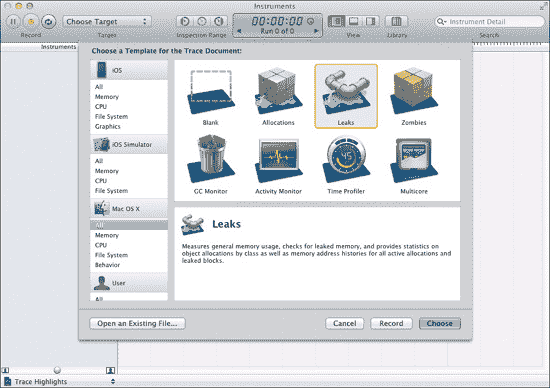 Instruments
Choose Target
00:00:00
Run 0 of 0
Instrument Detail
Record
Target
Inspection Range
View
Library
Search
Instruments
Choose a Template for the Trace Document:
iOS
All
Memory
CPU
File System
Graphics
iOS Simulator
All
Memory
CPU
File System
Mac OS X
All
Memory
CPU
File System
Behavior
User
All
Blank
Allocations
Leaks
Zombies
GC Monitor
Activity Monitor
45
Time Profiler
Multicore
Leaks
Measures general memory usage, checks for leaked memory, and provides statistics on
object allocations by class as well as memory address histories for all active allocations and
leaked blocks.
Open an Existing File...
Cancel
Record
Choose
Trace Highlights